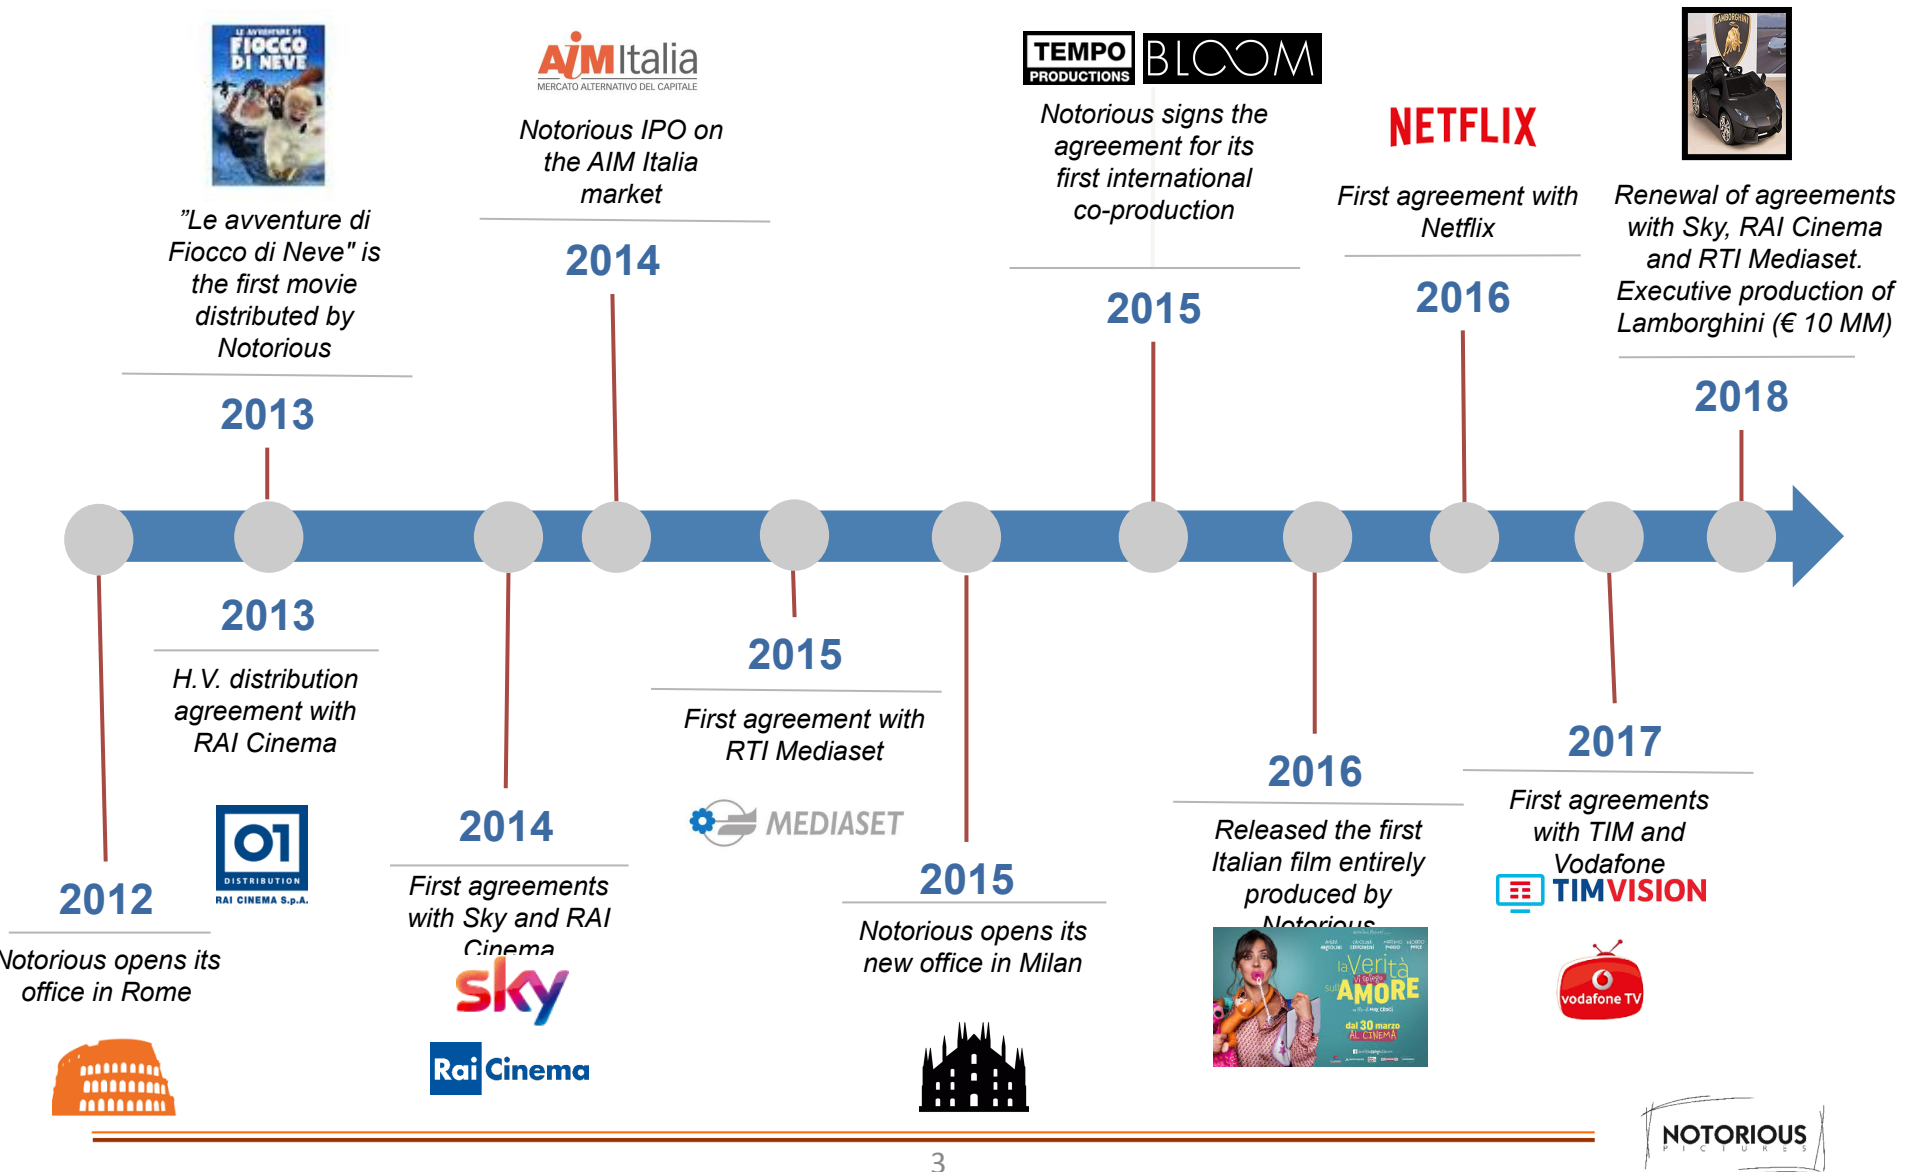 LE AVVENTURE DI
FIOCCO
DI NEVE
”Le avventure di
Fiocco di Neve" is
the first movie
distributed by
Notorious
2013
AIMItalia
MERCATO ALTERNATIVO DEL CAPITALE
Notorious IPO on
the AIM Italia
market
2014
TEMPO
PRODUCTIONS
BLOOM
Notorious signs the
agreement for its
first international
co-production
2015
NETFLIX
First agreement with
Netflix
2016
LAMBORGHINI
Renewal of agreements
with Sky, RAI Cinema
and RTI Mediaset.
Executive production of
Lamborghini (€ 10 MM)
2018
2012
Notorious opens its
office in Rome
2013
H.V. distribution
agreement with
RAI Cinema
01
DISTRIBUTION
RAI CINEMA S.p.A.
2014
First agreements
with Sky and RAI
Cinema
sky
Rai Cinema
2015
First agreement with
RTI Mediaset
MEDIASET
2015
Notorious opens its
new office in Milan
2016
Released the first
Italian film entirely
produced by
Notorious
la Verità
vi spiego
sull'
AMORE
dal 30 marzo
AL CINEMA
2017
First agreements
with TIM and
Vodafone
TIMVISION
vodafone TV
3
NOTORIOUS
PICTURES